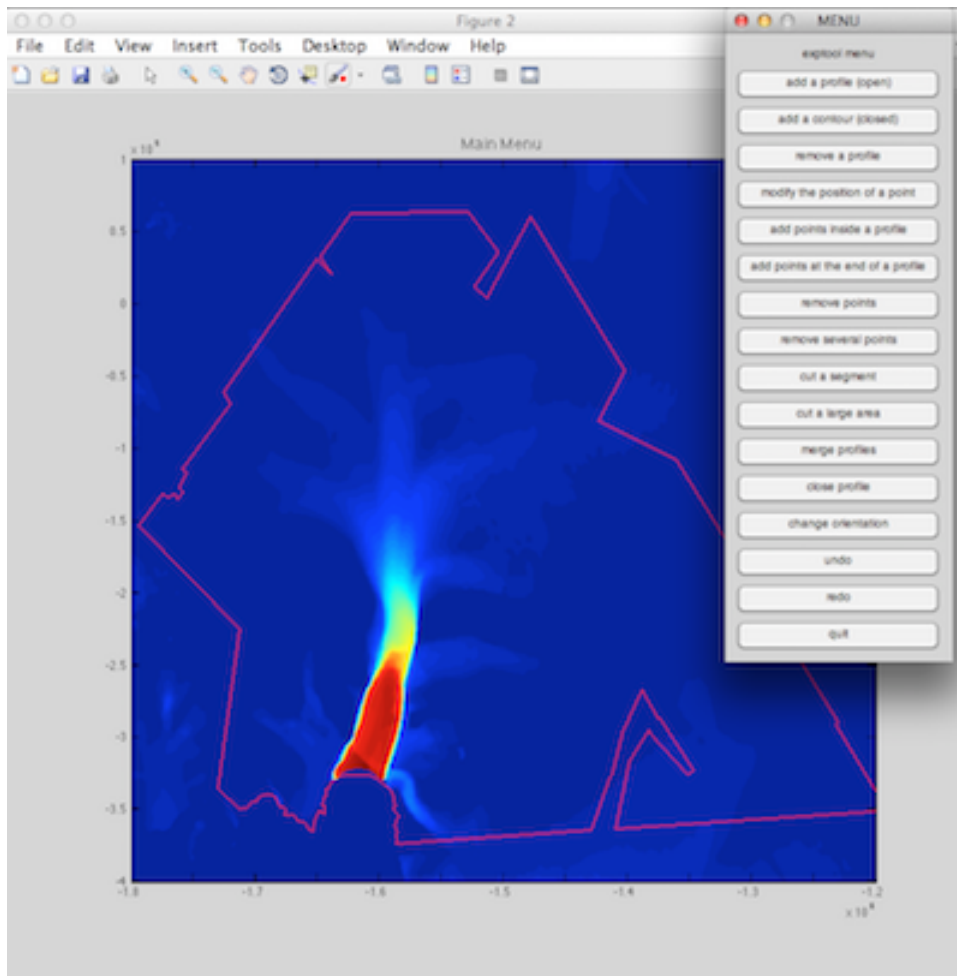 Figure 2
MENU
File Edit View Insert Tools Desktop Window Help
exptool menu
add a profile (open)
add a contour (closed)
remove a profile
modify the position of a point
add points inside a profile
add points at the end of a profile
remove points
remove several points
cut a segment
cut a large area
merge profiles
close profile
change orientation
undo
redo
quit
Main Menu
1
0.5
0
-0.5
-1
-1.5
-2
-2.5
-3
-3.5
-4
-1.8 -1.7 -1.6 -1.5 -1.4 -1.3 -1.2